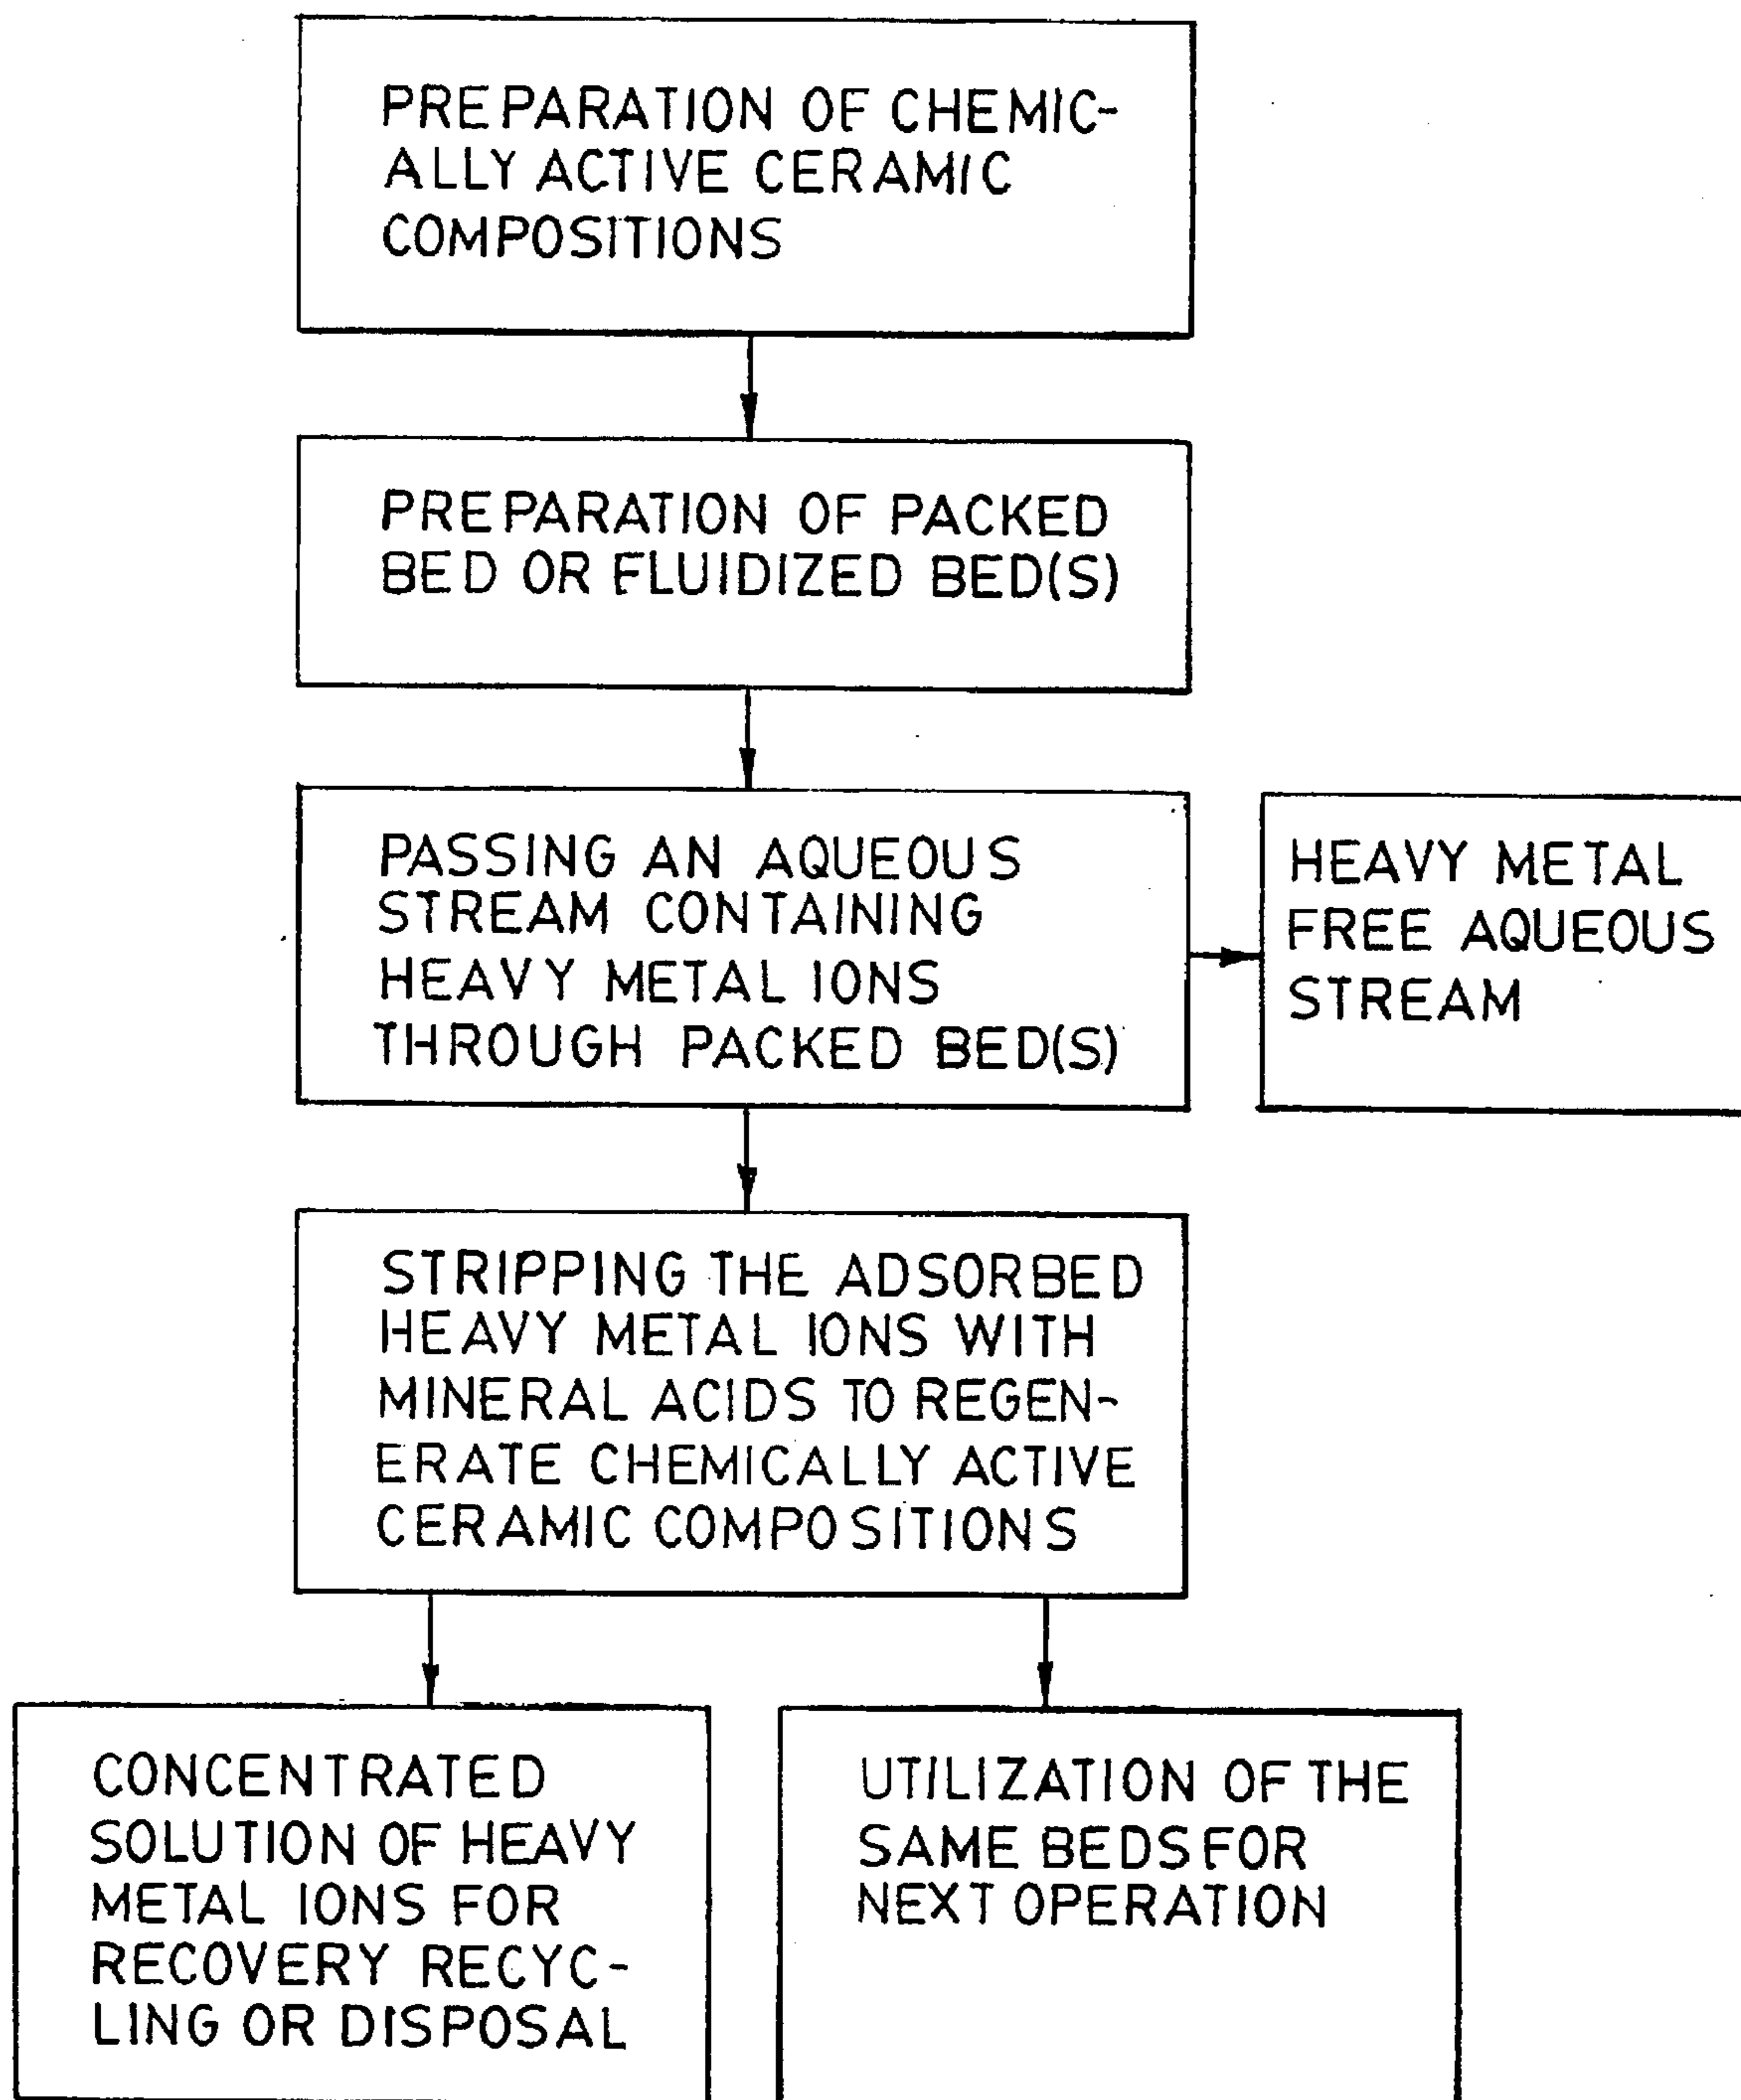 PREPARATION OF CHEMIC-
ALLY ACTIVE CERAMIC
COMPOSITIONS
PREPARATION OF PACKED
BED OR FLUIDIZED BED(S)
PASSING AN AQUEOUS
STREAM CONTAINING
HEAVY METAL IONS
THROUGH PACKED BED(S)
HEAVY METAL
FREE AQUEOUS
STREAM
STRIPPING THE ADSORBED
HEAVY METAL IONS WITH
MINERAL ACIDS TO REGEN-
ERATE CHEMICALLY ACTIVE
CERAMIC COMPOSITIONS
CONCENTRATED
SOLUTION OF HEAVY
METAL IONS FOR
RECOVERY RECYC-
LING OR DISPOSAL
UTILIZATION OF THE
SAME BEDS FOR
NEXT OPERATION